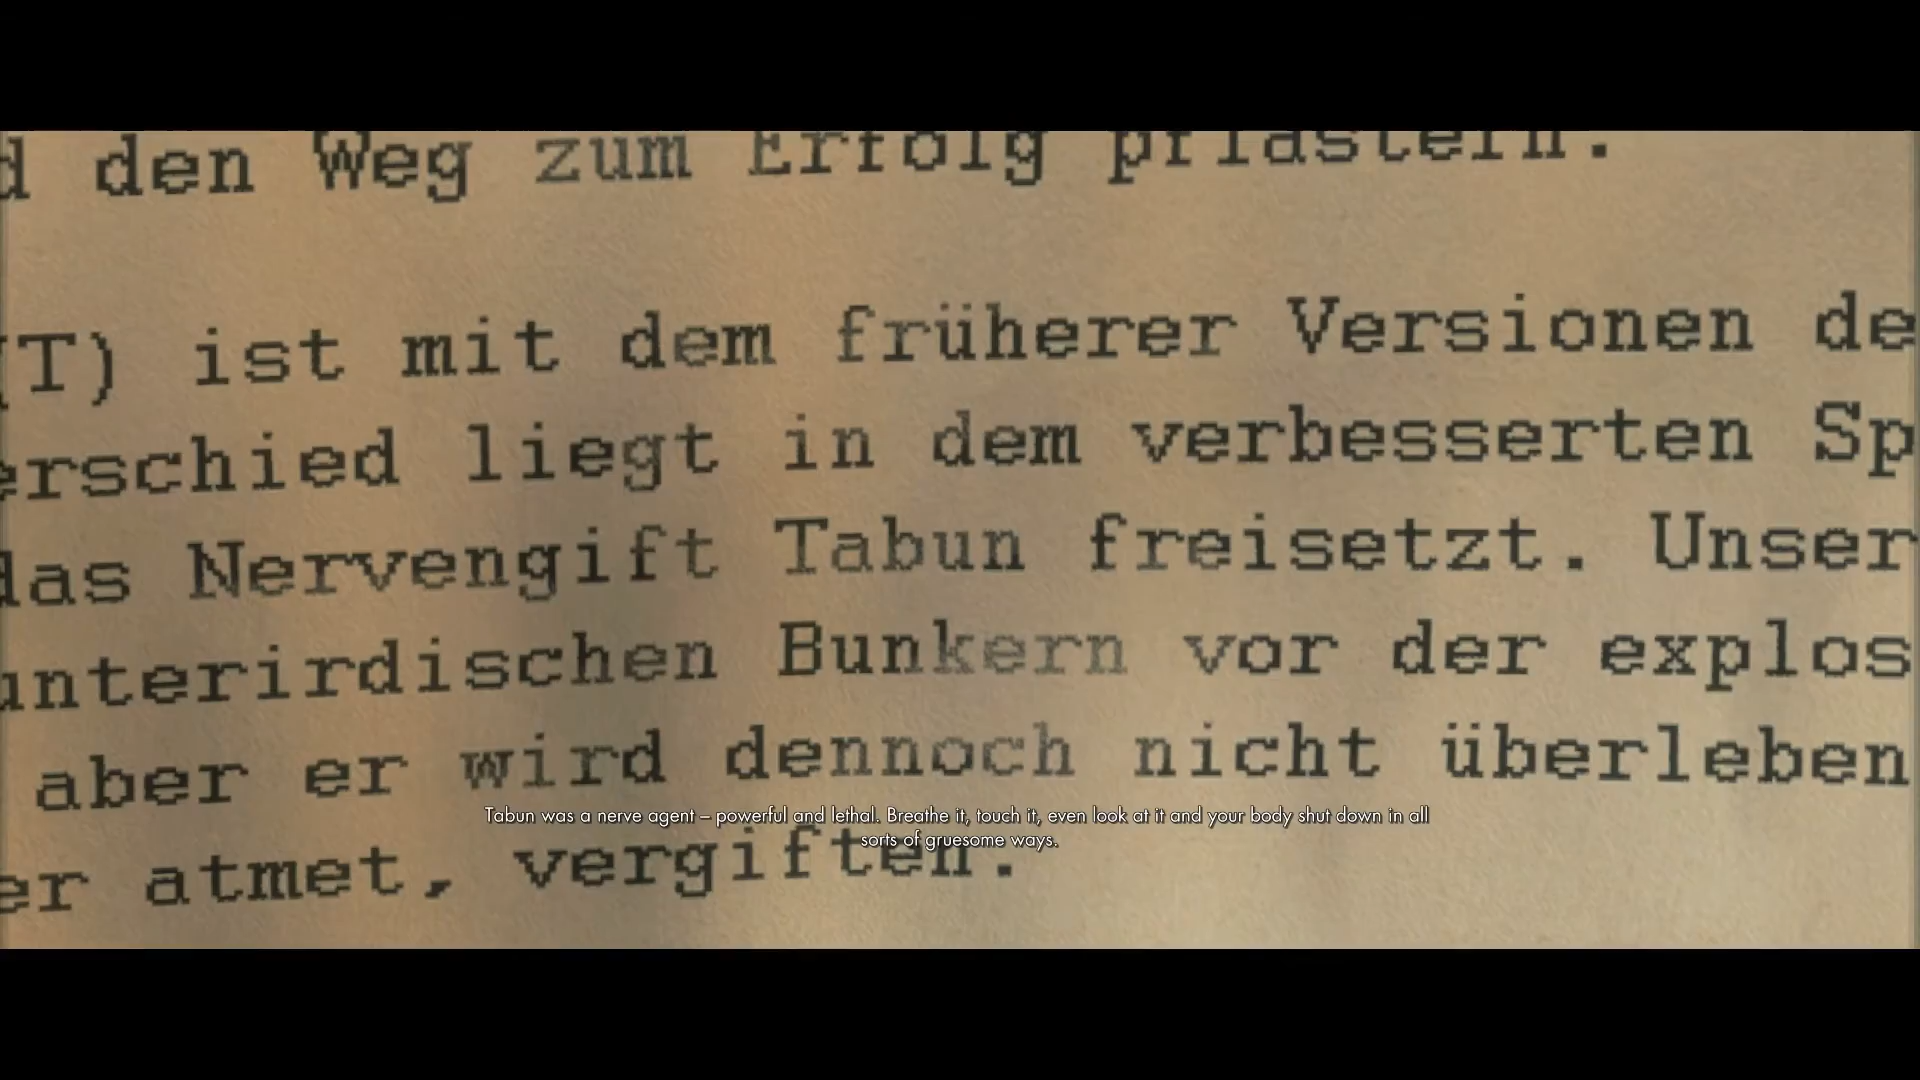 d den Weg zum Erfolg pflastern.
(T) ist mit dem früherer Versionen de
erschied liegt in dem verbesserten Sp
das Nervengift Tabun freisetzt. Unser
unterirdischen Bunkern vor der explos
aber er wird dennoch nicht überleben
er atmet, vergiften.
Tabun was a nerve agent – powerful and lethal. Breathe it, touch it, even look at it and your body shut down in all
sorts of gruesome ways.